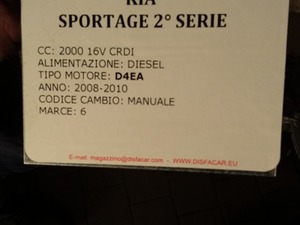 KIA
SPORTAGE 2° SERIE
CC: 2000 16V CRDI
ALIMENTAZIONE: DIESEL
TIPO MOTORE: D4EA
ANNO: 2008-2010
CODICE CAMBIO: MANUALE
MARCE: 6
E-mail: magazzino@disfacar.com - WWW.DISFACAR.EU